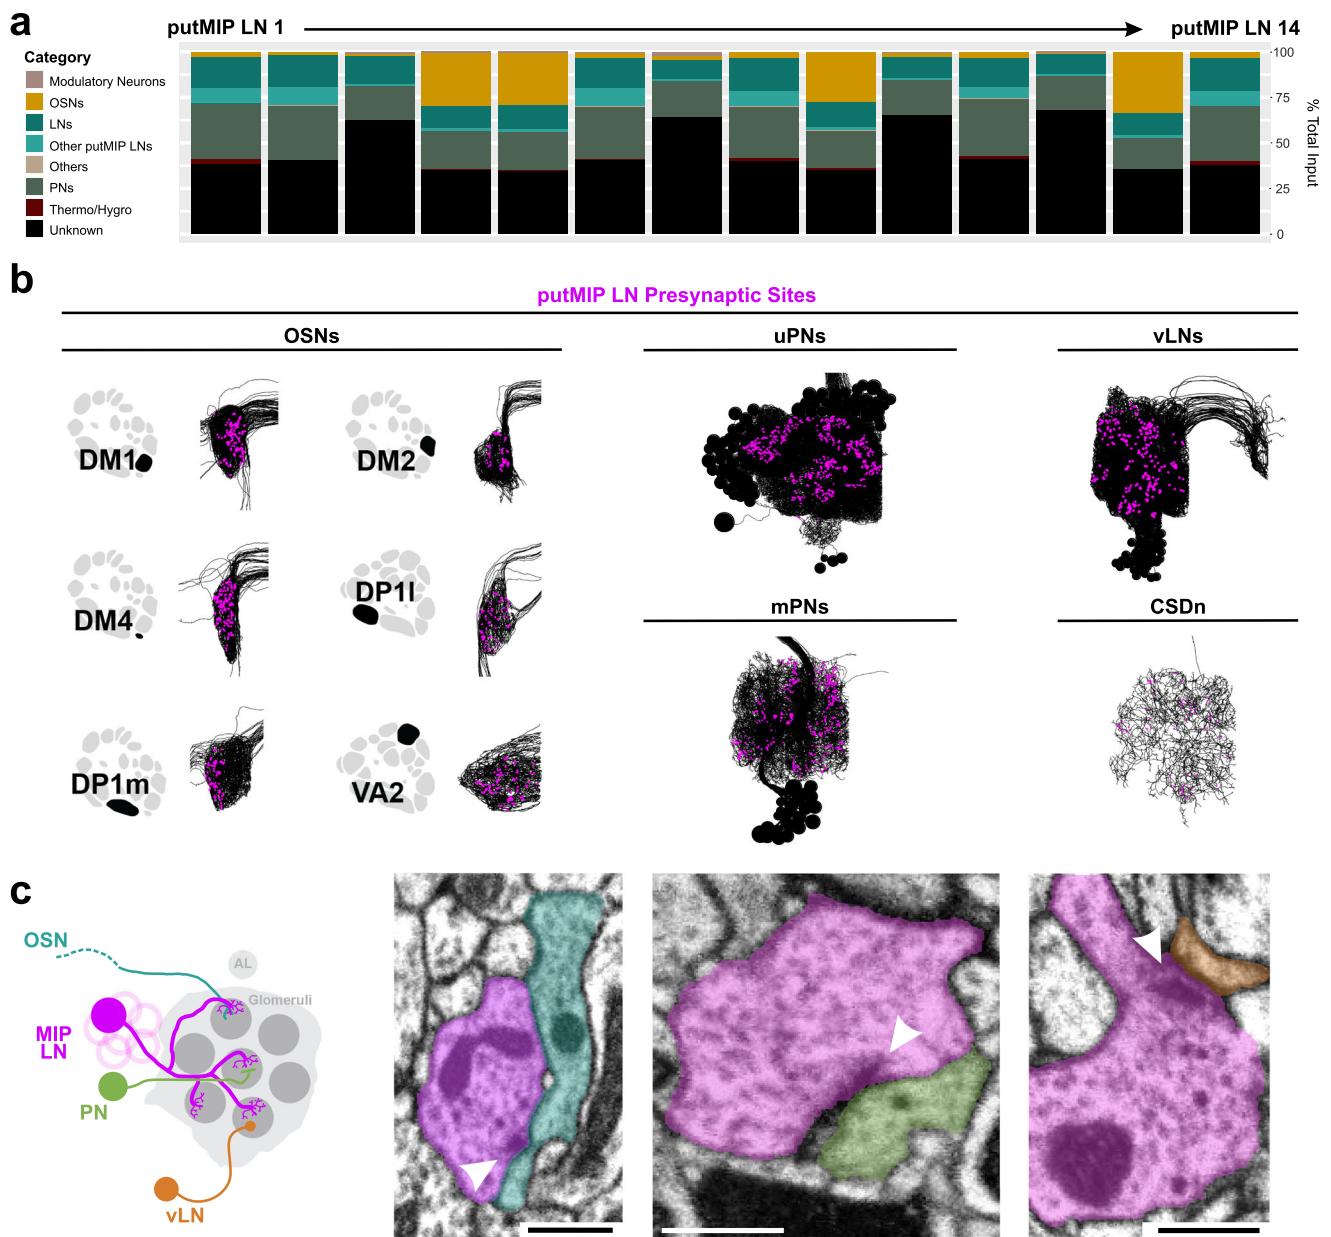 a
putMIP LN 1
putMIP LN 14
Category
Modulatory Neurons
OSNs
LNs
Other putMIP LNs
Others
PNs
Thermo/Hygro
Unknown
100
75
50
25
0
% Total Input
b
putMIP LN Presynaptic Sites
OSNs
uPNs
vLNs
DM1
DM2
DM4
DP1l
mPNs
CSDn
DP1m
VA2
c
OSN
AL
Glomeruli
MIP
LN
PN
vLN